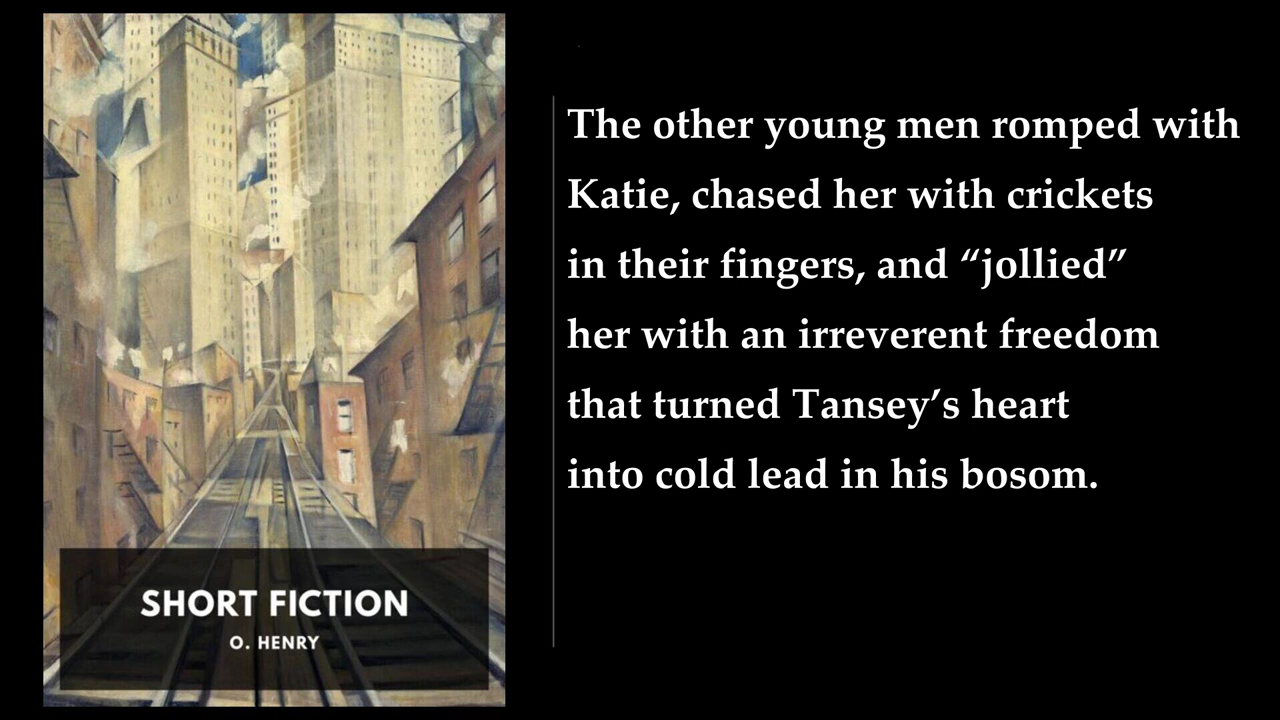 SHORT FICTION
O. HENRY
The other young men romped with
Katie, chased her with crickets
in their fingers, and “jollied”
her with an irreverent freedom
that turned Tansey’s heart
into cold lead in his bosom.